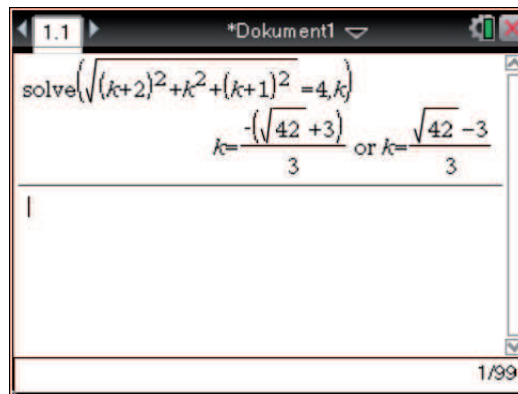 1.1 *Dokument1
solve(√((k+2)²+k²+(k+1)²) =4,k)
k=-(√42+3)/3 or k=(√42-3)/3
1/99